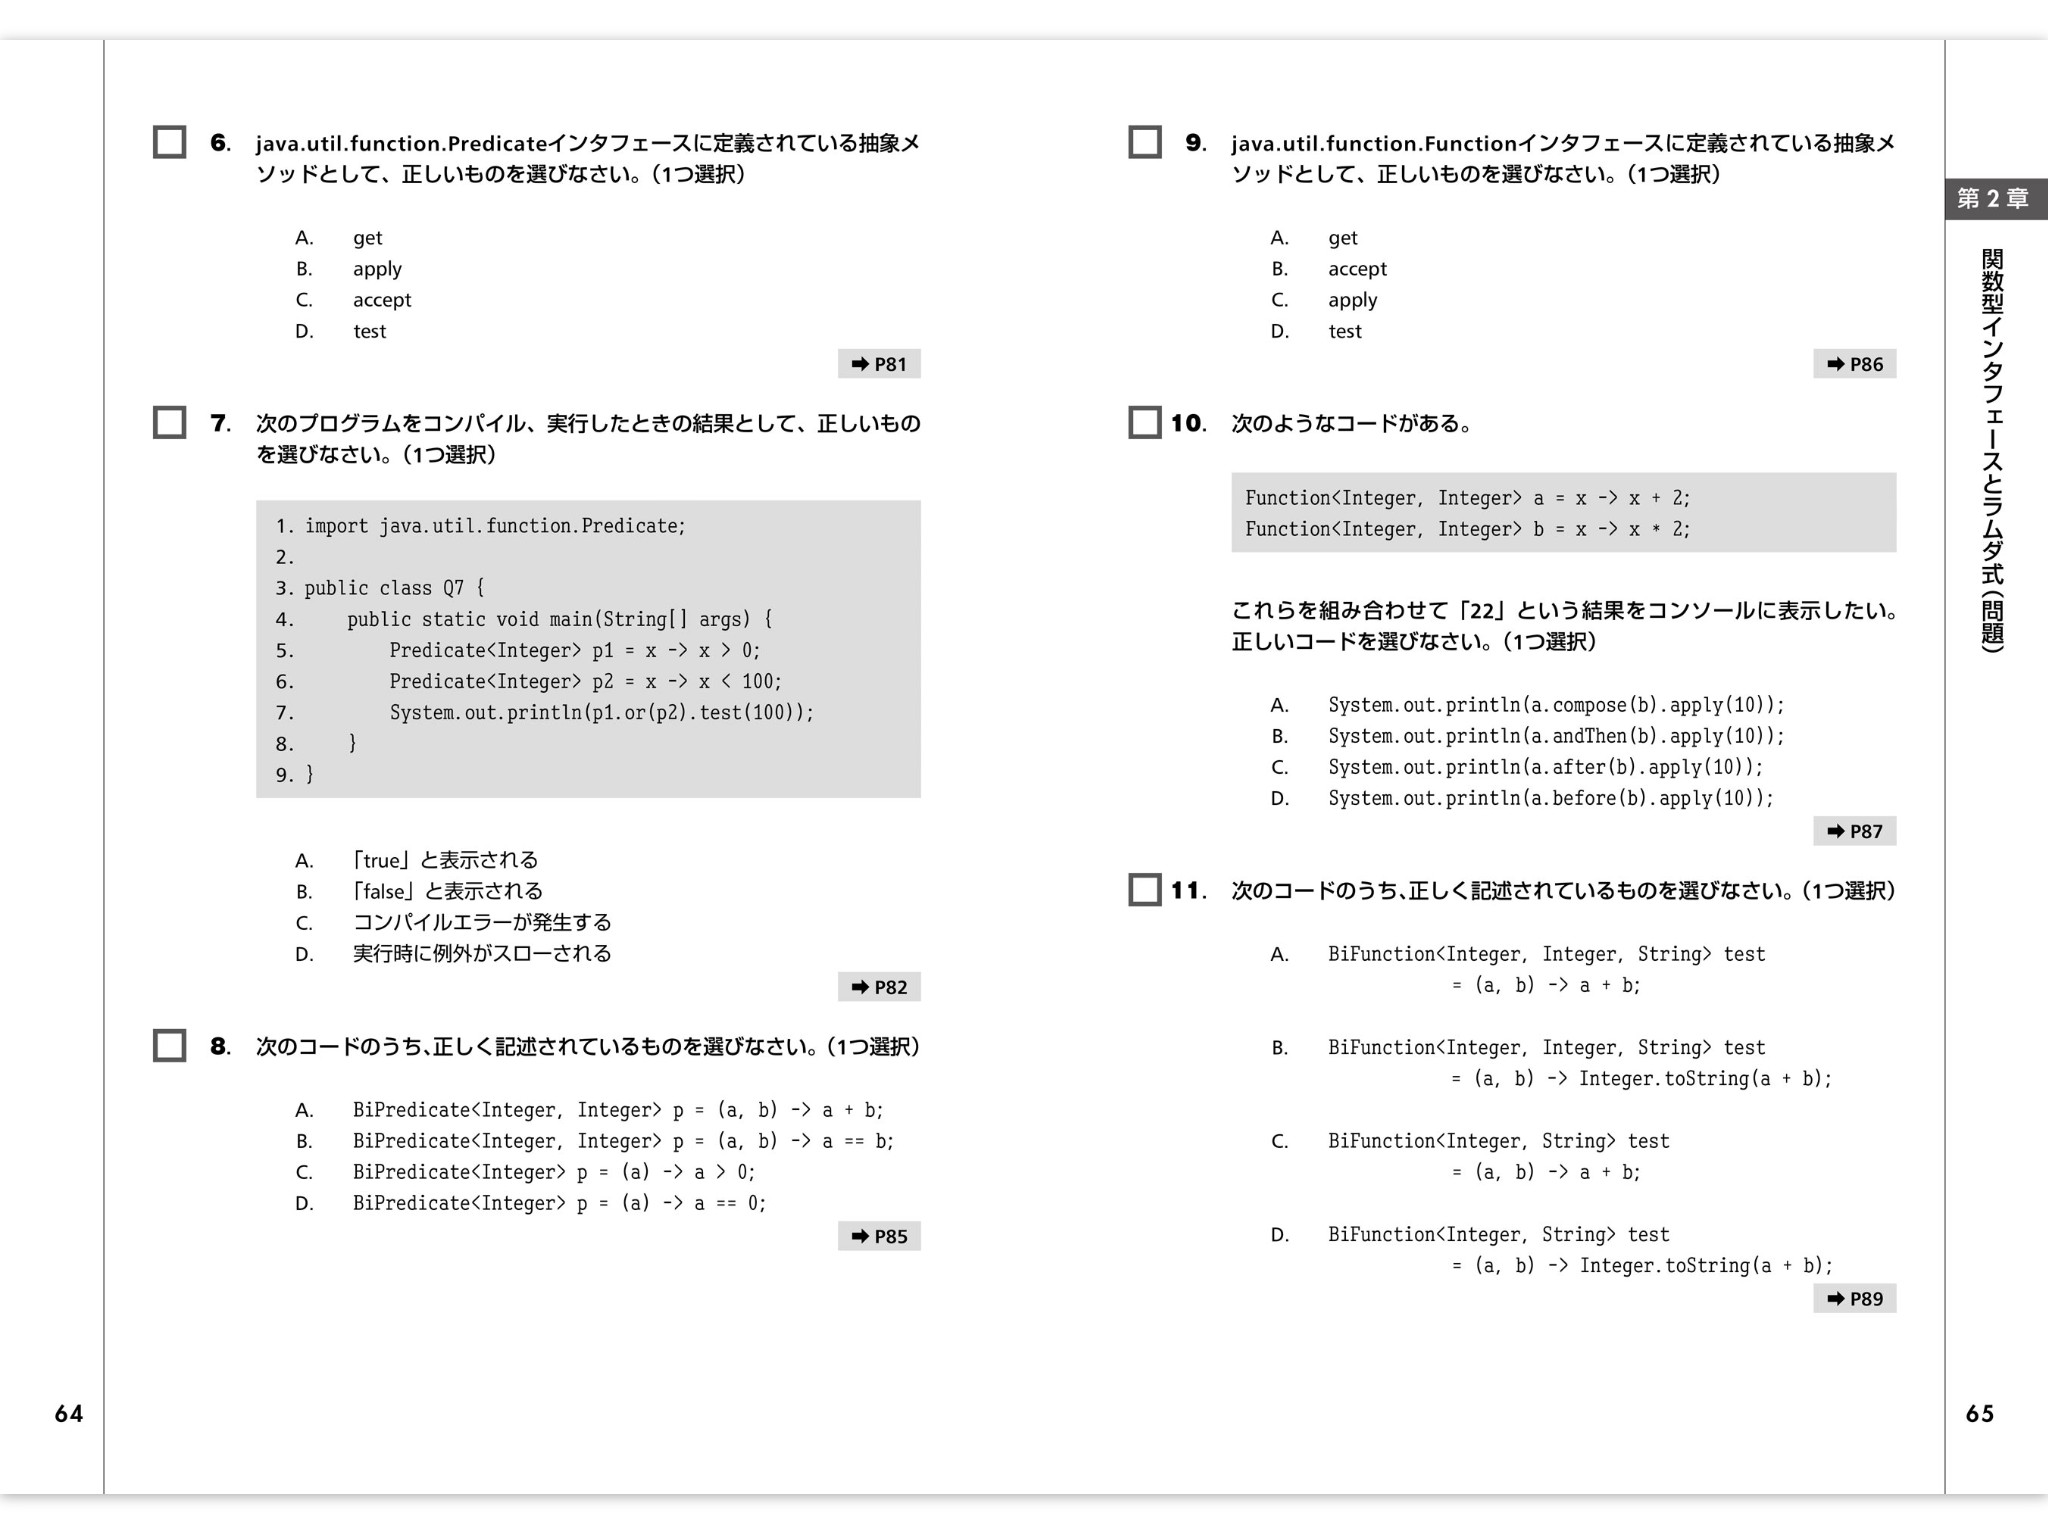 6. java.util.function.Predicateインタフェースに定義されている抽象メ
ソッドとして、正しいものを選びなさい。（1つ選択）
A. get
B. apply
C. accept
D. test
➡ P81
7. 次のプログラムをコンパイル、実行したときの結果として、正しいもの
を選びなさい。（1つ選択）
1. import java.util.function.Predicate;
2.
3. public class Q7 {
4.     public static void main(String[] args) {
5.         Predicate<Integer> p1 = x -> x > 0;
6.         Predicate<Integer> p2 = x -> x < 100;
7.         System.out.println(p1.or(p2).test(100));
8.     }
9. }
A. 「true」と表示される
B. 「false」と表示される
C. コンパイルエラーが発生する
D. 実行時に例外がスローされる
➡ P82
8. 次のコードのうち、正しく記述されているものを選びなさい。（1つ選択）
A. BiPredicate<Integer, Integer> p = (a, b) -> a + b;
B. BiPredicate<Integer, Integer> p = (a, b) -> a == b;
C. BiPredicate<Integer> p = (a) -> a > 0;
D. BiPredicate<Integer> p = (a) -> a == 0;
➡ P85
64
9. java.util.function.Functionインタフェースに定義されている抽象メ
ソッドとして、正しいものを選びなさい。（1つ選択）
A. get
B. accept
C. apply
D. test
➡ P86
10. 次のようなコードがある。
Function<Integer, Integer> a = x -> x + 2;
Function<Integer, Integer> b = x -> x * 2;
これらを組み合わせて「22」という結果をコンソールに表示したい。
正しいコードを選びなさい。（1つ選択）
A. System.out.println(a.compose(b).apply(10));
B. System.out.println(a.andThen(b).apply(10));
C. System.out.println(a.after(b).apply(10));
D. System.out.println(a.before(b).apply(10));
➡ P87
11. 次のコードのうち、正しく記述されているものを選びなさい。（1つ選択）
A. BiFunction<Integer, Integer, String> test
= (a, b) -> a + b;
B. BiFunction<Integer, Integer, String> test
= (a, b) -> Integer.toString(a + b);
C. BiFunction<Integer, String> test
= (a, b) -> a + b;
D. BiFunction<Integer, String> test
= (a, b) -> Integer.toString(a + b);
➡ P89
第2章
関数型インタフェースとラムダ式（問題）
65